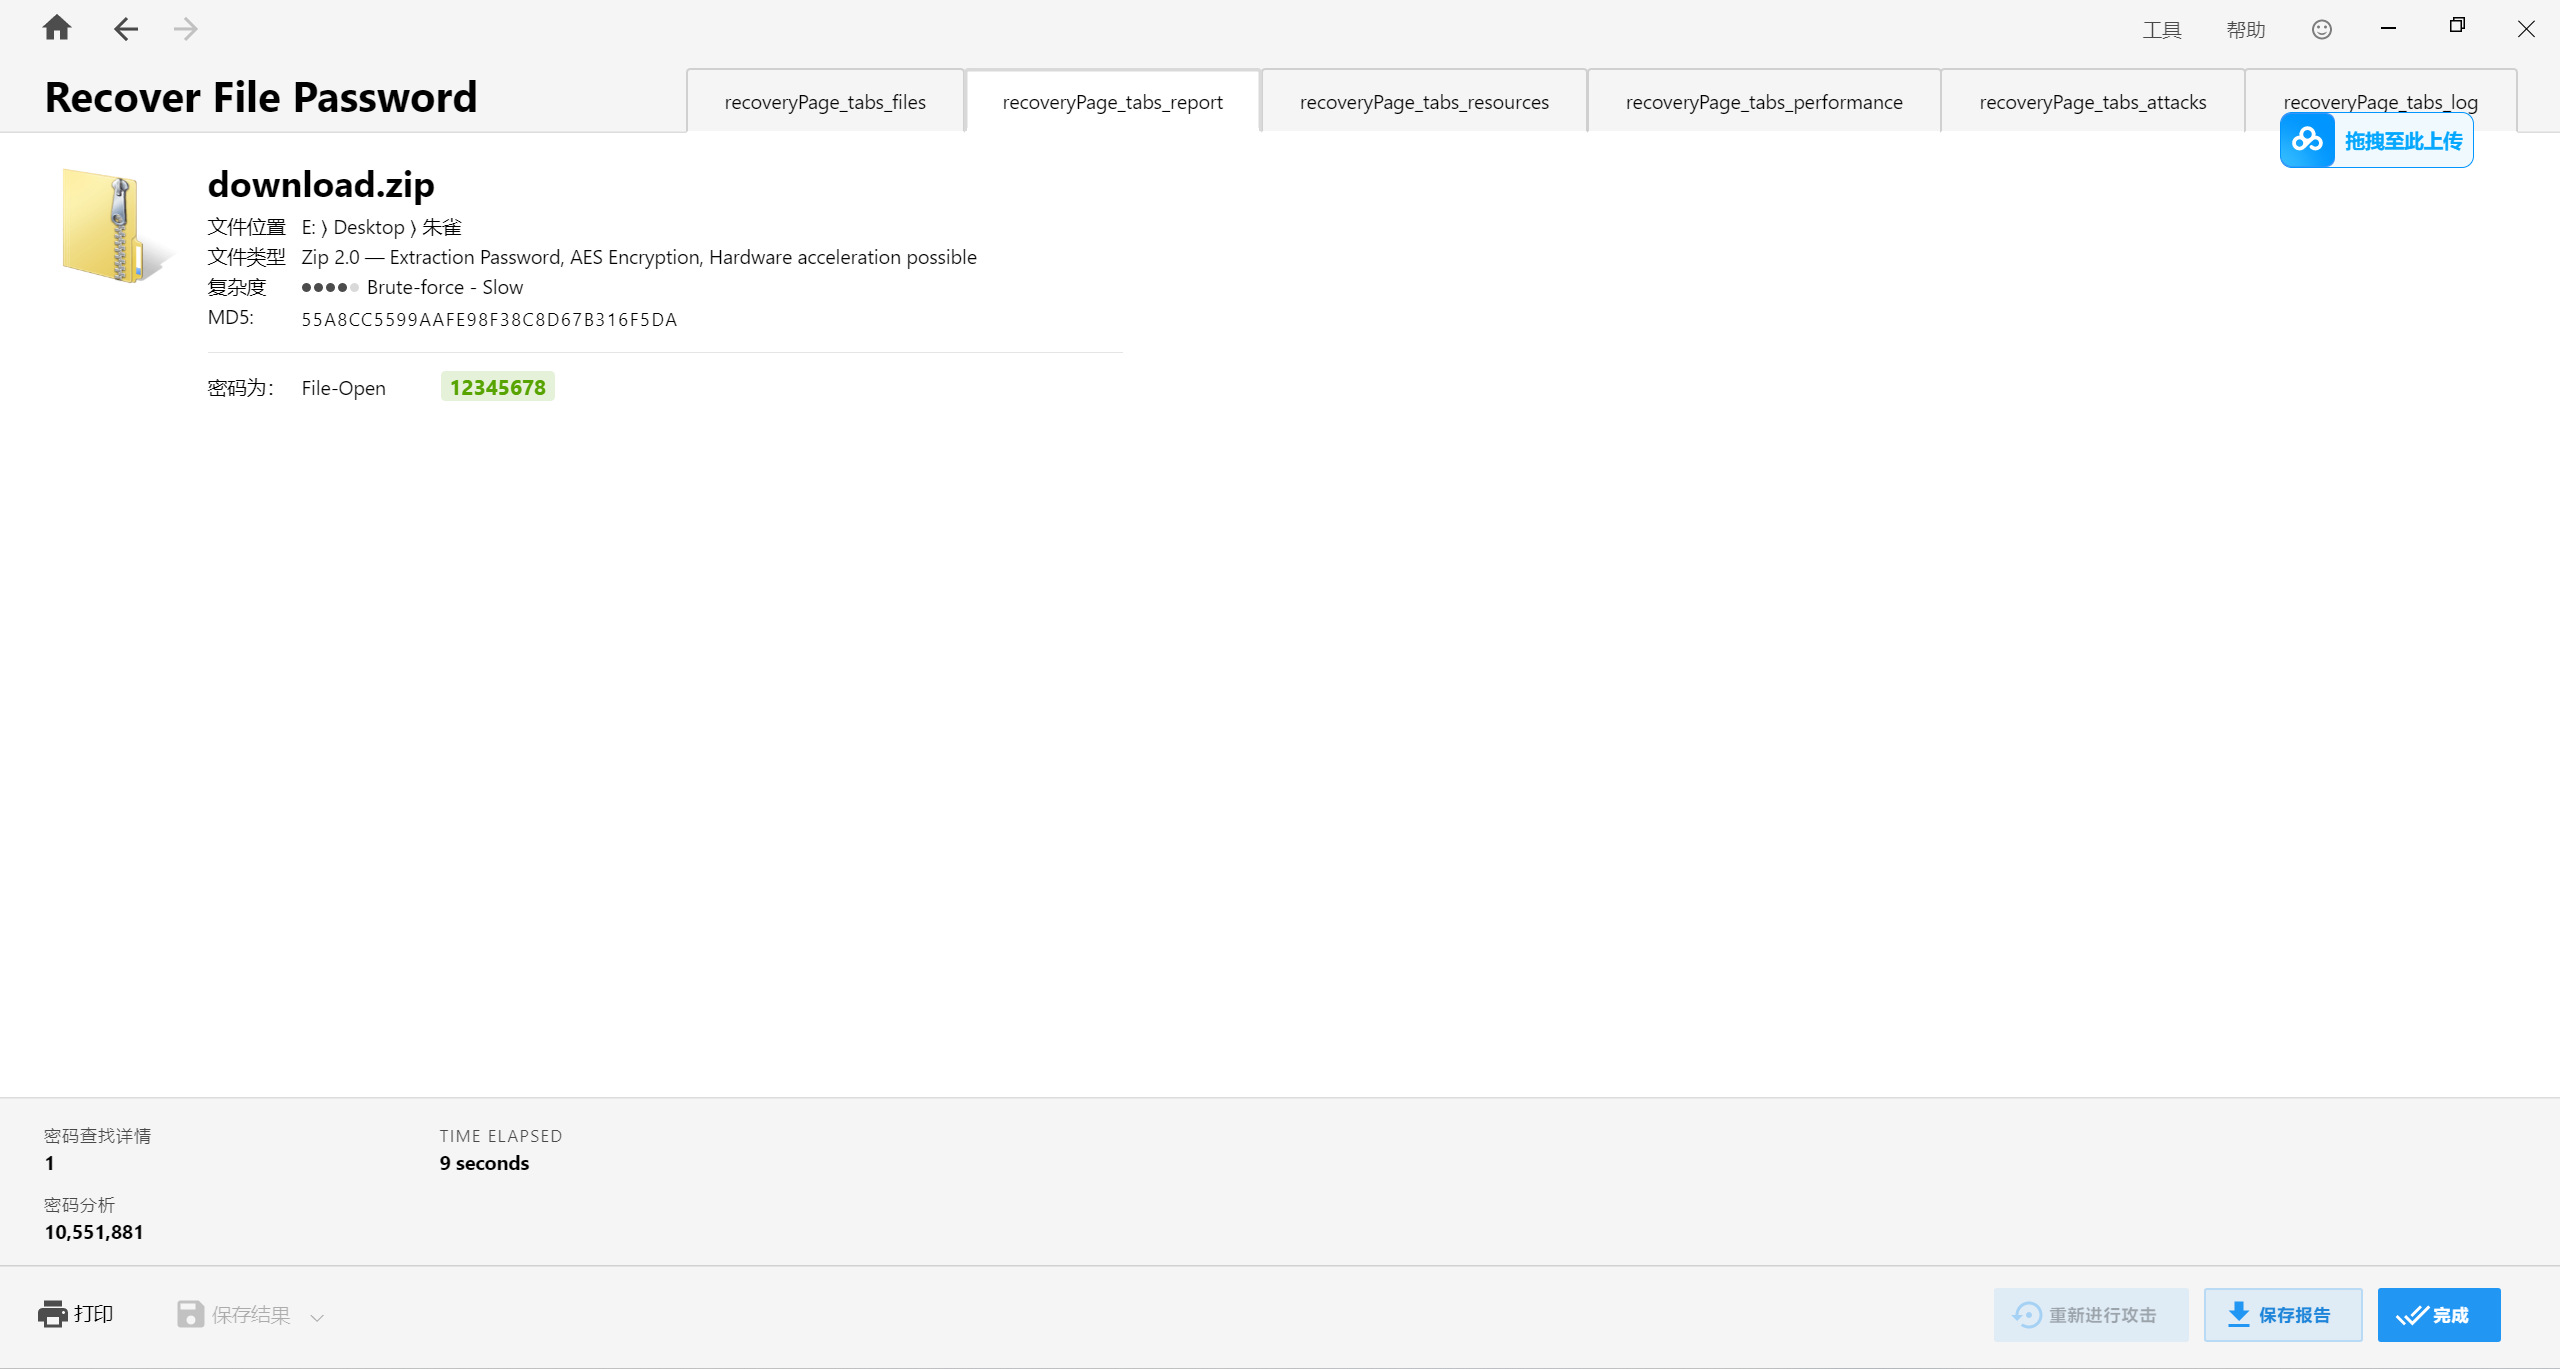 工具 帮助
Recover File Password
recoveryPage_tabs_files recoveryPage_tabs_report recoveryPage_tabs_resources recoveryPage_tabs_performance recoveryPage_tabs_attacks recoveryPage_tabs_log
拖拽至此上传
download.zip
文件位置 E: ⟩ Desktop ⟩ 朱雀
文件类型 Zip 2.0 — Extraction Password, AES Encryption, Hardware acceleration possible
复杂度 Brute-force - Slow
MD5: 55A8CC5599AAFE98F38C8D67B316F5DA
密码为： File-Open 12345678
密码查找详情 TIME ELAPSED
1 9 seconds
密码分析
10,551,881
打印 保存结果 重新进行攻击 保存报告 完成